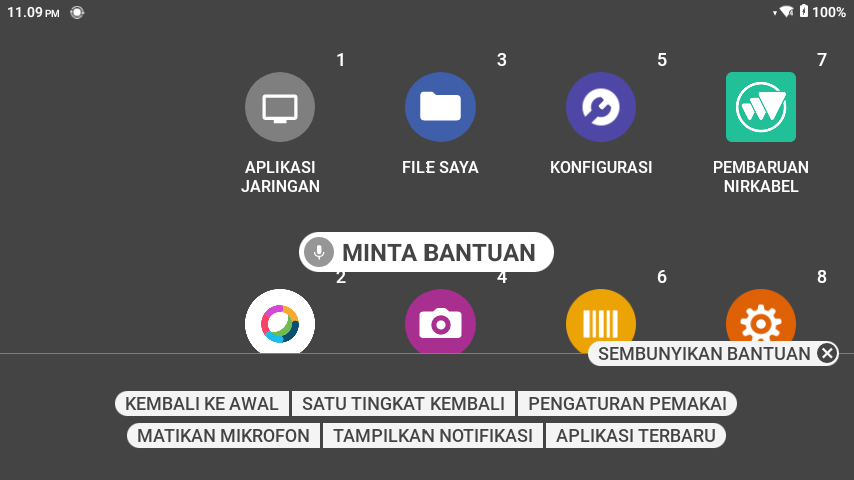 11.09 PM
100%
1
3
5
7
APLIKASI
JARINGAN
FILE SAYA
KONFIGURASI
PEMBARUAN
NIRKABEL
MINTA BANTUAN
2
4
6
8
SEMBUNYIKAN BANTUAN
KEMBALI KE AWAL
SATU TINGKAT KEMBALI
PENGATURAN PEMAKAI
MATIKAN MIKROFON
TAMPILKAN NOTIFIKASI
APLIKASI TERBARU